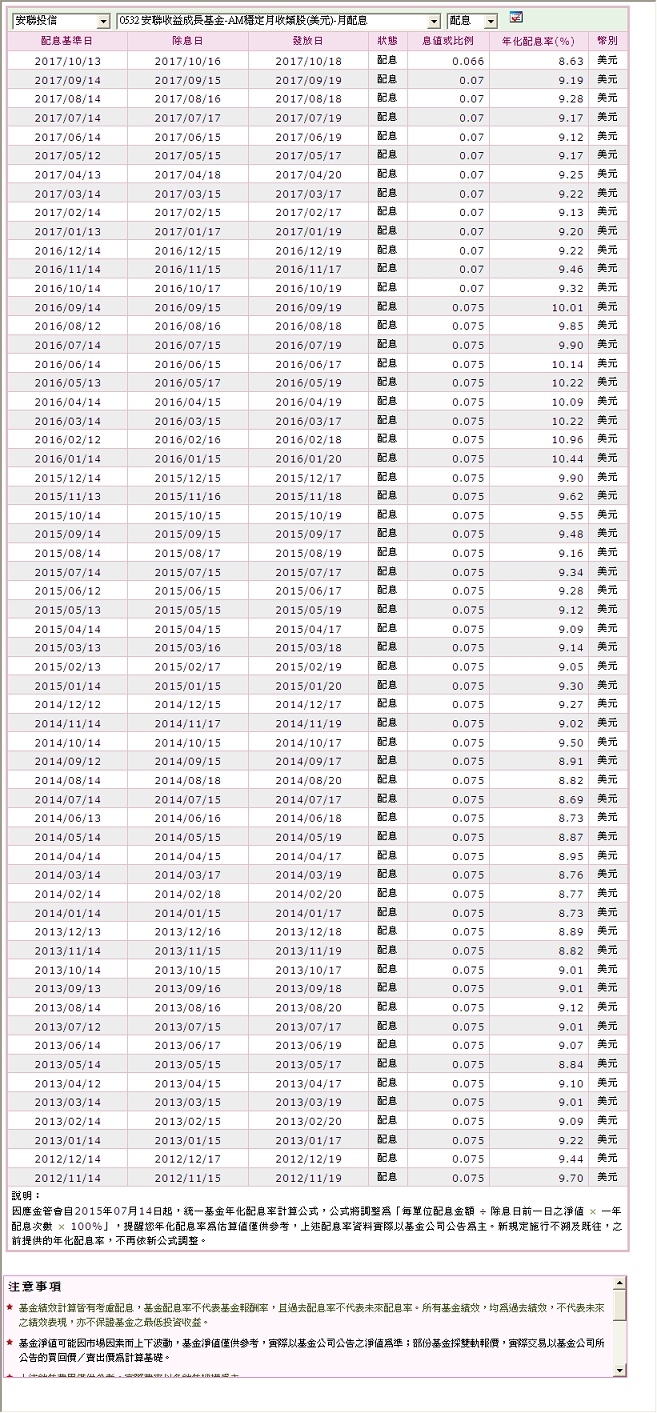 安聯投信 0532 安聯收益成長基金-AM穩定月收類股(美元)-月配息 配息
配息基準日 除息日 發放日 狀態 息值或比例 年化配息率(%) 幣別
2017/10/13 2017/10/16 2017/10/18 配息 0.066 8.63 美元
2017/09/14 2017/09/15 2017/09/19 配息 0.07 9.19 美元
2017/08/14 2017/08/16 2017/08/18 配息 0.07 9.28 美元
2017/07/14 2017/07/17 2017/07/19 配息 0.07 9.17 美元
2017/06/14 2017/06/15 2017/06/19 配息 0.07 9.12 美元
2017/05/12 2017/05/15 2017/05/17 配息 0.07 9.17 美元
2017/04/13 2017/04/18 2017/04/20 配息 0.07 9.25 美元
2017/03/14 2017/03/15 2017/03/17 配息 0.07 9.22 美元
2017/02/14 2017/02/15 2017/02/17 配息 0.07 9.13 美元
2017/01/13 2017/01/17 2017/01/19 配息 0.07 9.20 美元
2016/12/14 2016/12/15 2016/12/19 配息 0.07 9.22 美元
2016/11/14 2016/11/15 2016/11/17 配息 0.07 9.46 美元
2016/10/14 2016/10/17 2016/10/19 配息 0.07 9.32 美元
2016/09/14 2016/09/15 2016/09/19 配息 0.075 10.01 美元
2016/08/12 2016/08/16 2016/08/18 配息 0.075 9.85 美元
2016/07/14 2016/07/15 2016/07/19 配息 0.075 9.90 美元
2016/06/14 2016/06/15 2016/06/17 配息 0.075 10.14 美元
2016/05/13 2016/05/17 2016/05/19 配息 0.075 10.22 美元
2016/04/14 2016/04/15 2016/04/19 配息 0.075 10.09 美元
2016/03/14 2016/03/15 2016/03/17 配息 0.075 10.22 美元
2016/02/12 2016/02/16 2016/02/18 配息 0.075 10.96 美元
2016/01/14 2016/01/15 2016/01/20 配息 0.075 10.44 美元
2015/12/14 2015/12/15 2015/12/17 配息 0.075 9.90 美元
2015/11/13 2015/11/16 2015/11/18 配息 0.075 9.62 美元
2015/10/14 2015/10/15 2015/10/19 配息 0.075 9.55 美元
2015/09/14 2015/09/15 2015/09/17 配息 0.075 9.48 美元
2015/08/14 2015/08/17 2015/08/19 配息 0.075 9.16 美元
2015/07/14 2015/07/15 2015/07/17 配息 0.075 9.34 美元
2015/06/12 2015/06/15 2015/06/17 配息 0.075 9.28 美元
2015/05/13 2015/05/15 2015/05/19 配息 0.075 9.12 美元
2015/04/14 2015/04/15 2015/04/17 配息 0.075 9.09 美元
2015/03/13 2015/03/16 2015/03/18 配息 0.075 9.14 美元
2015/02/13 2015/02/17 2015/02/19 配息 0.075 9.05 美元
2015/01/14 2015/01/15 2015/01/20 配息 0.075 9.30 美元
2014/12/12 2014/12/15 2014/12/17 配息 0.075 9.27 美元
2014/11/14 2014/11/17 2014/11/19 配息 0.075 9.02 美元
2014/10/14 2014/10/15 2014/10/17 配息 0.075 9.50 美元
2014/09/12 2014/09/15 2014/09/17 配息 0.075 8.91 美元
2014/08/14 2014/08/18 2014/08/20 配息 0.075 8.82 美元
2014/07/14 2014/07/15 2014/07/17 配息 0.075 8.69 美元
2014/06/13 2014/06/16 2014/06/18 配息 0.075 8.73 美元
2014/05/14 2014/05/15 2014/05/19 配息 0.075 8.87 美元
2014/04/14 2014/04/15 2014/04/17 配息 0.075 8.95 美元
2014/03/14 2014/03/17 2014/03/19 配息 0.075 8.76 美元
2014/02/14 2014/02/18 2014/02/20 配息 0.075 8.77 美元
2014/01/14 2014/01/15 2014/01/17 配息 0.075 8.73 美元
2013/12/13 2013/12/16 2013/12/18 配息 0.075 8.89 美元
2013/11/14 2013/11/15 2013/11/19 配息 0.075 8.82 美元
2013/10/14 2013/10/15 2013/10/17 配息 0.075 9.01 美元
2013/09/13 2013/09/16 2013/09/18 配息 0.075 9.01 美元
2013/08/14 2013/08/16 2013/08/20 配息 0.075 9.12 美元
2013/07/12 2013/07/15 2013/07/17 配息 0.075 9.01 美元
2013/06/14 2013/06/17 2013/06/19 配息 0.075 9.07 美元
2013/05/14 2013/05/15 2013/05/17 配息 0.075 8.84 美元
2013/04/12 2013/04/15 2013/04/17 配息 0.075 9.10 美元
2013/03/14 2013/03/15 2013/03/19 配息 0.075 9.01 美元
2013/02/14 2013/02/15 2013/02/20 配息 0.075 9.09 美元
2013/01/14 2013/01/15 2013/01/17 配息 0.075 9.22 美元
2012/12/14 2012/12/17 2012/12/19 配息 0.075 9.44 美元
2012/11/14 2012/11/15 2012/11/19 配息 0.075 9.70 美元
說明：
因應金管會自2015年07月14日起，統一基金年化配息率計算公式，公式將調整為「每單位配息金額 ÷ 除息日前一日之淨值 × 一年
配息次數 × 100%」，提醒您年化配息率為估算值僅供參考，上述配息率資料實際以基金公司公告為主。新規定施行不溯及既往，之
前提供的年化配息率，不再依新公式調整。
注意事項
★ 基金績效計算皆有考慮配息，基金配息率不代表基金報酬率，且過去配息率不代表未來配息率。所有基金績效，均為過去績效，不代表未來
之績效表現，亦不保證基金之最低投資收益。
★ 基金淨值可能因市場因素而上下波動，基金淨值僅供參考，實際以基金公司公告之淨值為準；部份基金採雙軌報價，實際交易以基金公司所
公告的買回價／賣出價為計算基礎。